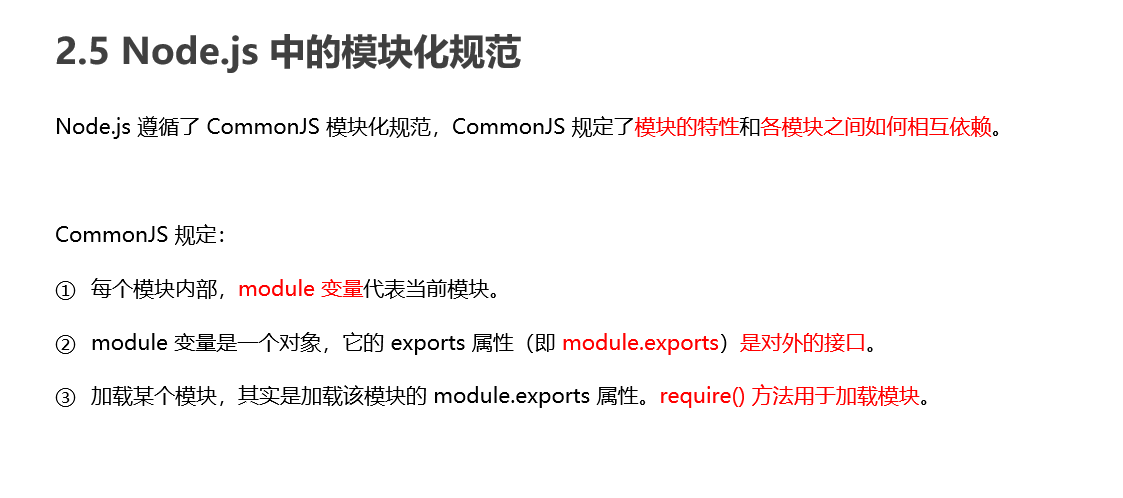 2.5 Node.js 中的模块化规范
Node.js 遵循了 CommonJS 模块化规范，CommonJS 规定了模块的特性和各模块之间如何相互依赖。
CommonJS 规定：
① 每个模块内部，module 变量代表当前模块。
② module 变量是一个对象，它的 exports 属性（即 module.exports）是对外的接口。
③ 加载某个模块，其实是加载该模块的 module.exports 属性。require() 方法用于加载模块。